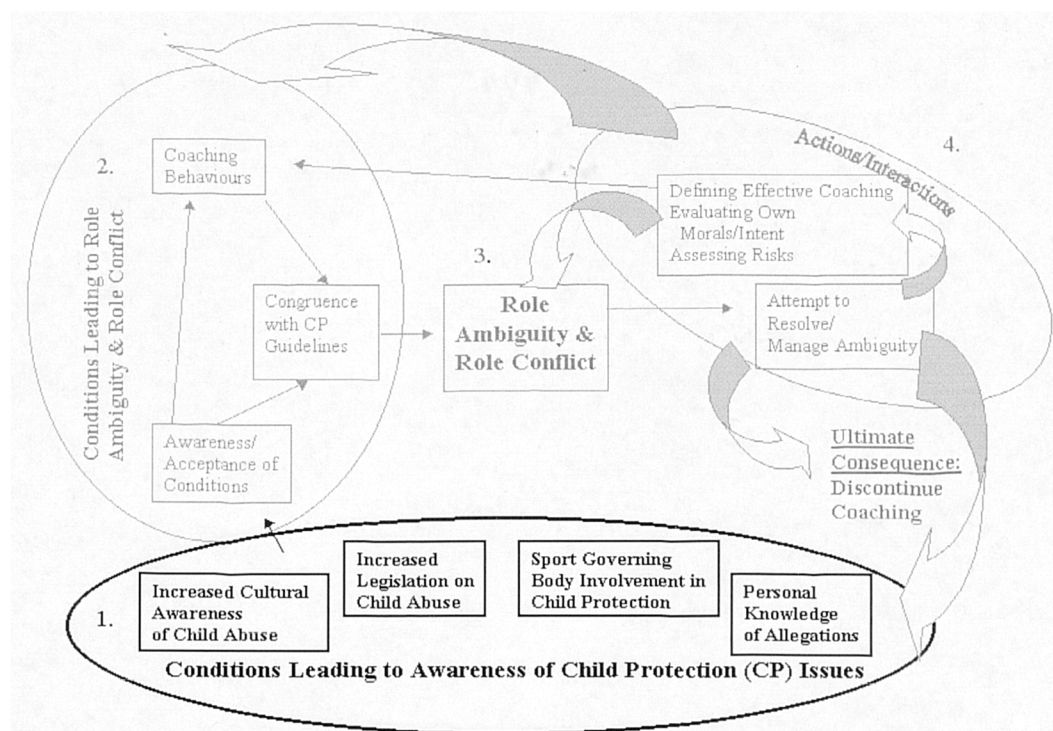 2.
Conditions Leading to Role
Ambiguity & Role Conflict
Coaching
Behaviours
Congruence
with CP
Guidelines
Awareness/
Acceptance of
Conditions
3.
Role
Ambiguity &
Role Conflict
4.
Actions/Interactions
Defining Effective Coaching
Evaluating Own
Morals/Intent
Assessing Risks
Attempt to
Resolve/
Manage Ambiguity
Ultimate
Consequence:
Discontinue
Coaching
1.
Increased Cultural
Awareness
of Child Abuse
Increased
Legislation on
Child Abuse
Sport Governing
Body Involvement in
Child Protection
Personal
Knowledge
of Allegations
Conditions Leading to Awareness of Child Protection (CP) Issues